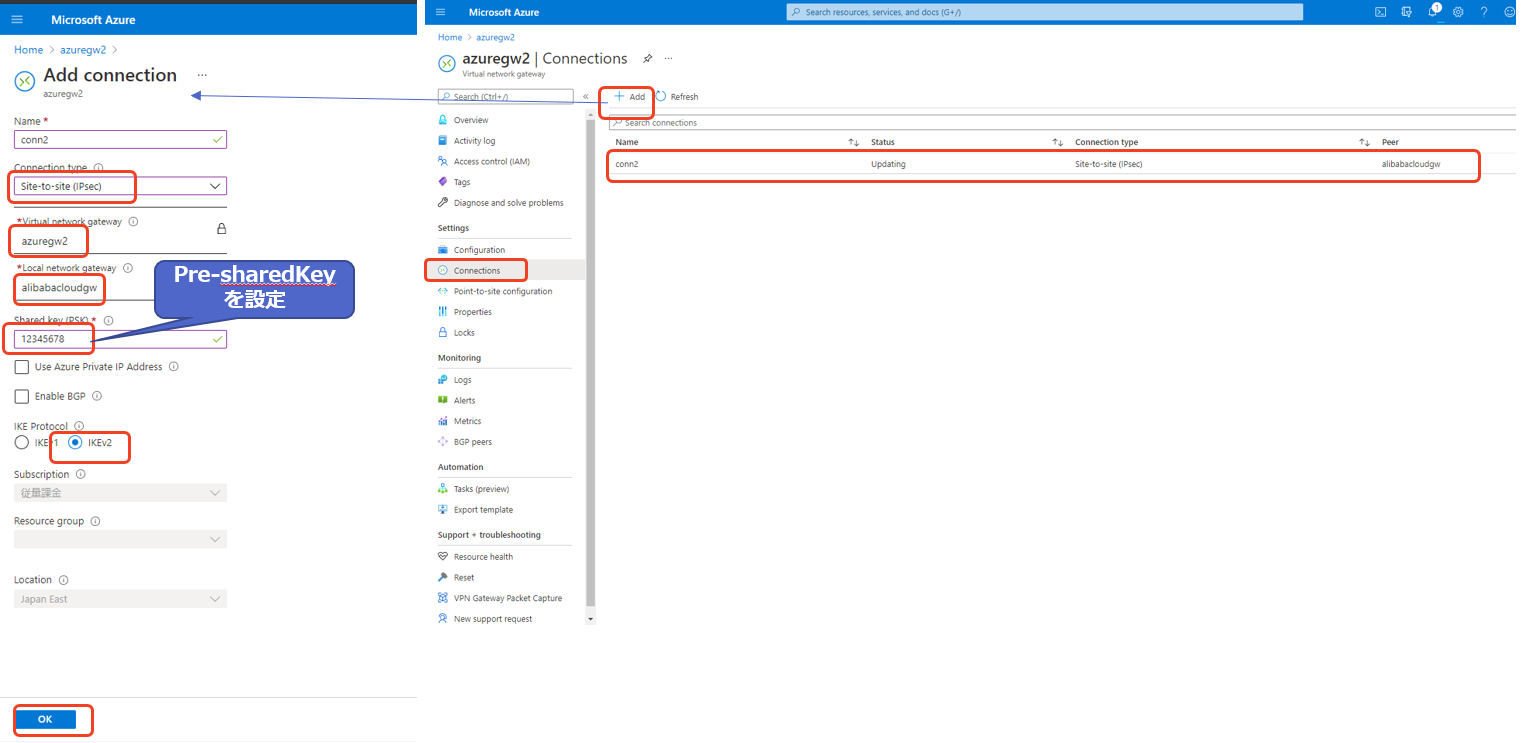 Microsoft Azure
Home > azuregw2 >
Add connection ...
azuregw2
Name *
conn2
Connection type
Site-to-site (IPsec)
*Virtual network gateway
azuregw2
*Local network gateway
alibabacloudgw
Pre-sharedKey
を設定
Shared key (PSK) *
12345678
Use Azure Private IP Address
Enable BGP
IKE Protocol
IKEv1 IKEv2
Subscription
従量課金
Resource group
Location
Japan East
OK
Microsoft Azure
Search resources, services, and docs (G+/)
1
Home > azuregw2
azuregw2 | Connections ...
Virtual network gateway
Search (Ctrl+/)
«
Overview
Activity log
Access control (IAM)
Tags
Diagnose and solve problems
Settings
Configuration
Connections
Point-to-site configuration
Properties
Locks
Monitoring
Logs
Alerts
Metrics
BGP peers
Automation
Tasks (preview)
Export template
Support + troubleshooting
Resource health
Reset
VPN Gateway Packet Capture
New support request
+ Add Refresh
Search connections
Name Status Connection type Peer
conn2 Updating Site-to-site (IPsec) alibabacloudgw